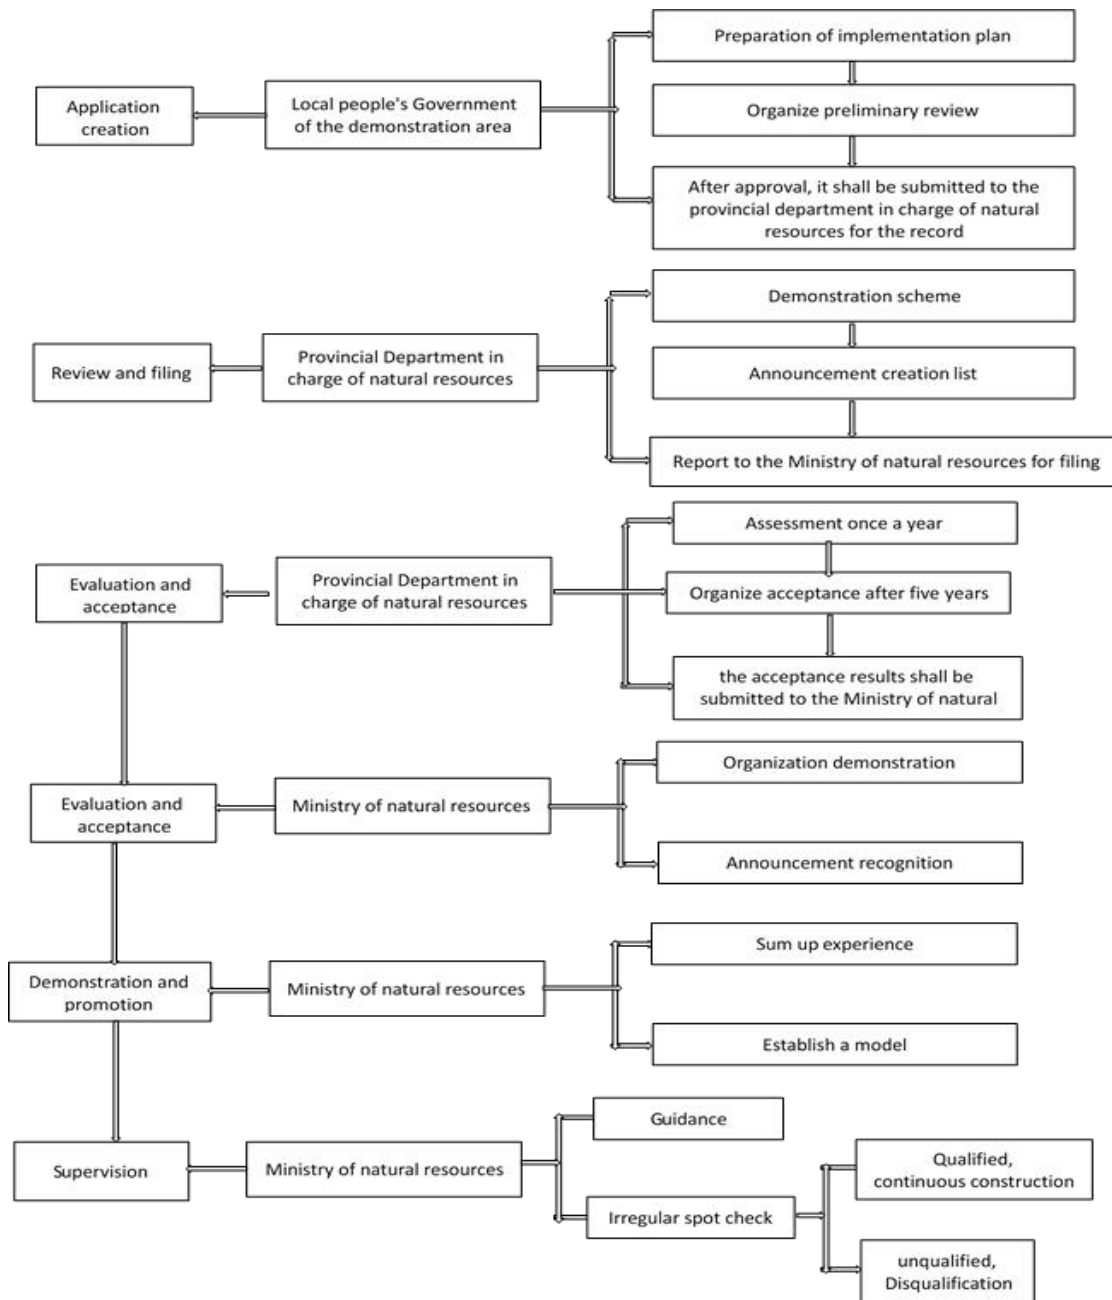 Application
creation
Local people's Government
of the demonstration area
Preparation of implementation plan
Organize preliminary review
After approval, it shall be submitted to the
provincial department in charge of natural
resources for the record
Review and filing
Provincial Department in
charge of natural resources
Demonstration scheme
Announcement creation list
Report to the Ministry of natural resources for filing
Evaluation and
acceptance
Provincial Department in
charge of natural resources
Assessment once a year
Organize acceptance after five years
the acceptance results shall be
submitted to the Ministry of natural
Evaluation and
acceptance
Ministry of natural resources
Organization demonstration
Announcement recognition
Demonstration and
promotion
Ministry of natural resources
Sum up experience
Establish a model
Supervision
Ministry of natural resources
Guidance
Irregular spot check
Qualified,
continuous construction
unqualified,
Disqualification